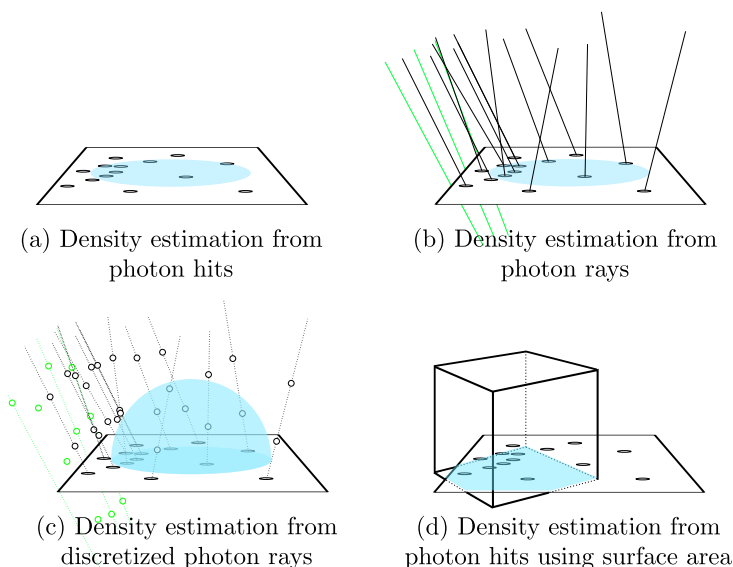 (a) Density estimation from
photon hits
(b) Density estimation from
photon rays
(c) Density estimation from
discretized photon rays
(d) Density estimation from
photon hits using surface area